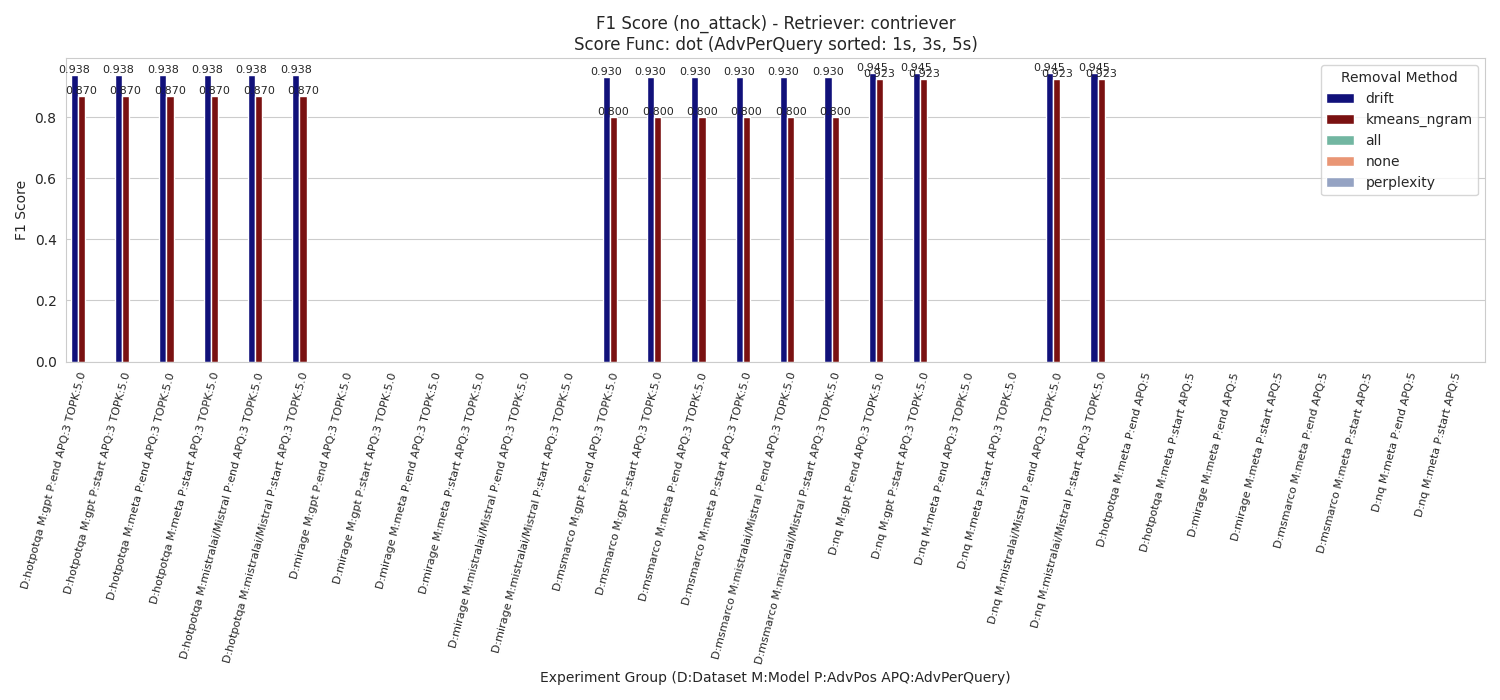 F1 Score (no_attack) - Retriever: contriever
Score Func: dot (AdvPerQuery sorted: 1s, 3s, 5s)
Removal Method
drift
kmeans_ngram
all
none
perplexity
F1 Score
0.8
0.6
0.4
0.2
0.0
0.938 0.938 0.938 0.938 0.938 0.938 0.930 0.930 0.930 0.930 0.930 0.930 0.945 0.945 0.945 0.945
0.870 0.870 0.870 0.870 0.870 0.870 0.800 0.800 0.800 0.800 0.800 0.800 0.923 0.923 0.923 0.923
D:hotpotqa M:gpt P:end APQ:3 TOPK:5.0
D:hotpotqa M:gpt P:start APQ:3 TOPK:5.0
D:hotpotqa M:meta P:end APQ:3 TOPK:5.0
D:hotpotqa M:meta P:start APQ:3 TOPK:5.0
D:hotpotqa M:mistralai/Mistral P:end APQ:3 TOPK:5.0
D:hotpotqa M:mistralai/Mistral P:start APQ:3 TOPK:5.0
D:mirage M:gpt P:end APQ:3 TOPK:5.0
D:mirage M:gpt P:start APQ:3 TOPK:5.0
D:mirage M:meta P:end APQ:3 TOPK:5.0
D:mirage M:meta P:start APQ:3 TOPK:5.0
D:mirage M:mistralai/Mistral P:end APQ:3 TOPK:5.0
D:mirage M:mistralai/Mistral P:start APQ:3 TOPK:5.0
D:msmarco M:gpt P:end APQ:3 TOPK:5.0
D:msmarco M:gpt P:start APQ:3 TOPK:5.0
D:msmarco M:meta P:end APQ:3 TOPK:5.0
D:msmarco M:meta P:start APQ:3 TOPK:5.0
D:msmarco M:mistralai/Mistral P:end APQ:3 TOPK:5.0
D:msmarco M:mistralai/Mistral P:start APQ:3 TOPK:5.0
D:nq M:gpt P:end APQ:3 TOPK:5.0
D:nq M:gpt P:start APQ:3 TOPK:5.0
D:nq M:meta P:end APQ:3 TOPK:5.0
D:nq M:meta P:start APQ:3 TOPK:5.0
D:nq M:mistralai/Mistral P:end APQ:3 TOPK:5.0
D:nq M:mistralai/Mistral P:start APQ:3 TOPK:5.0
D:hotpotqa M:meta P:end APQ:5
D:hotpotqa M:meta P:start APQ:5
D:mirage M:meta P:end APQ:5
D:mirage M:meta P:start APQ:5
D:msmarco M:meta P:end APQ:5
D:msmarco M:meta P:start APQ:5
D:nq M:meta P:end APQ:5
D:nq M:meta P:start APQ:5
Experiment Group (D:Dataset M:Model P:AdvPos APQ:AdvPerQuery)